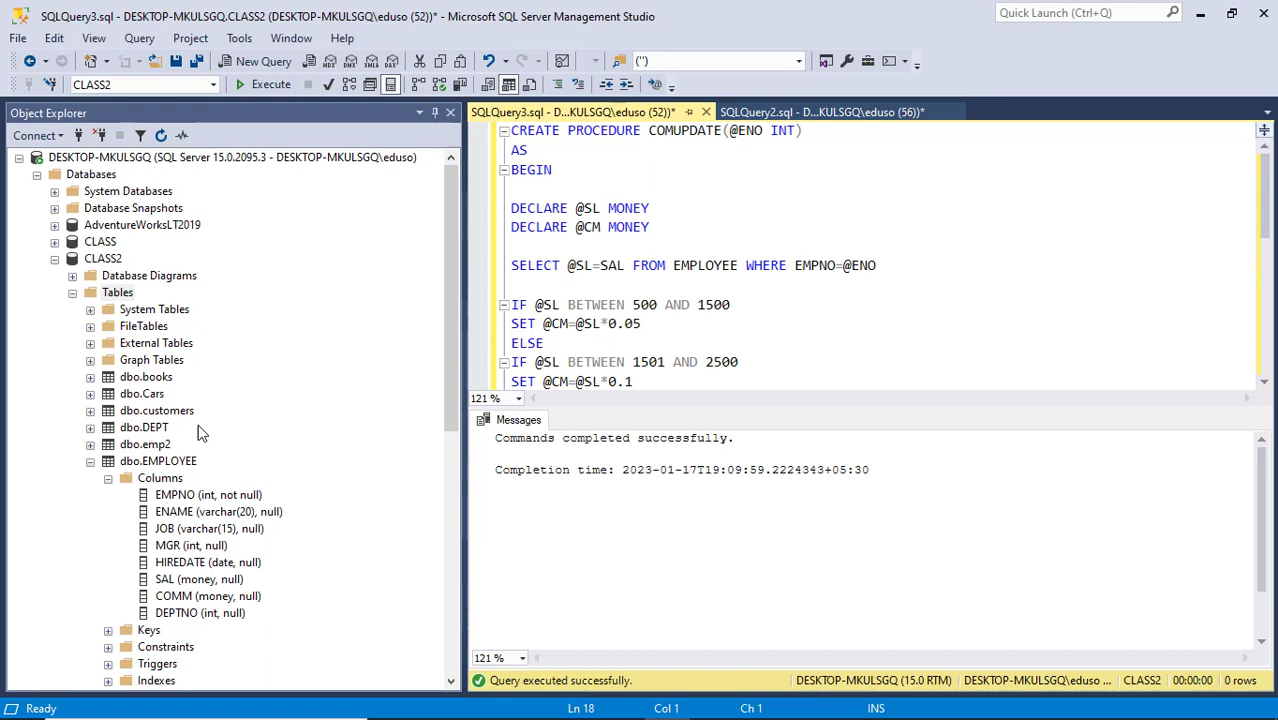 SQLQuery3.sql - DESKTOP-MKULSGQ.CLASS2 (DESKTOP-MKULSGQ\eduso (52))* - Microsoft SQL Server Management Studio
Quick Launch (Ctrl+Q)
File Edit View Query Project Tools Window Help
New Query
('')
CLASS2
Execute
Object Explorer
SQLQuery3.sql - D...KULSGQ\eduso (52))*
SQLQuery2.sql - D...KULSGQ\eduso (56))*
Connect
DESKTOP-MKULSGQ (SQL Server 15.0.2095.3 - DESKTOP-MKULSGQ\eduso)
Databases
System Databases
Database Snapshots
AdventureWorksLT2019
CLASS
CLASS2
Database Diagrams
Tables
System Tables
FileTables
External Tables
Graph Tables
dbo.books
dbo.Cars
dbo.customers
dbo.DEPT
dbo.emp2
dbo.EMPLOYEE
Columns
EMPNO (int, not null)
ENAME (varchar(20), null)
JOB (varchar(15), null)
MGR (int, null)
HIREDATE (date, null)
SAL (money, null)
COMM (money, null)
DEPTNO (int, null)
Keys
Constraints
Triggers
Indexes
CREATE PROCEDURE COMUPDATE(@ENO INT)
AS
BEGIN
DECLARE @SL MONEY
DECLARE @CM MONEY
SELECT @SL=SAL FROM EMPLOYEE WHERE EMPNO=@ENO
IF @SL BETWEEN 500 AND 1500
SET @CM=@SL*0.05
ELSE
IF @SL BETWEEN 1501 AND 2500
SET @CM=@SL*0.1
121 %
Messages
Commands completed successfully.
Completion time: 2023-01-17T19:09:59.2224343+05:30
121 %
Query executed successfully.
DESKTOP-MKULSGQ (15.0 RTM)
DESKTOP-MKULSGQ\eduso ...
CLASS2
00:00:00
0 rows
Ready
Ln 18
Col 1
Ch 1
INS